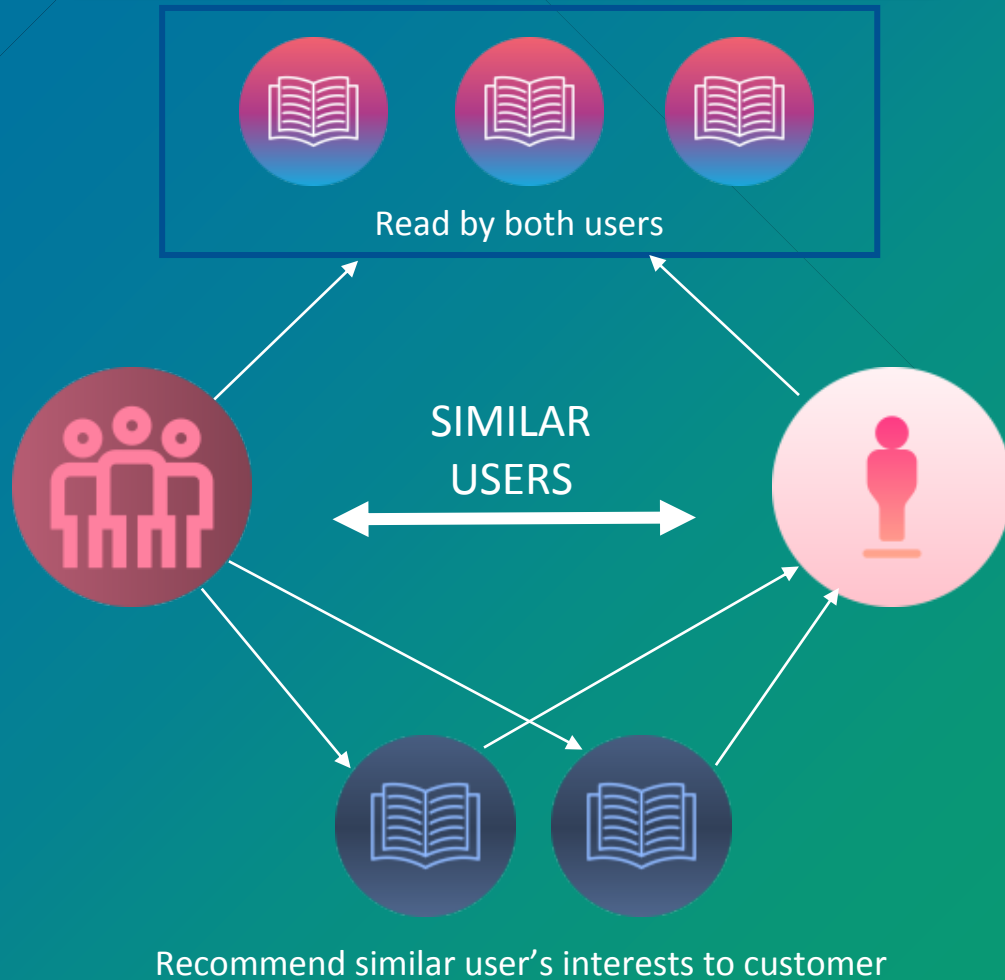 Read by both users
SIMILAR
USERS
Recommend similar user’s interests to customer